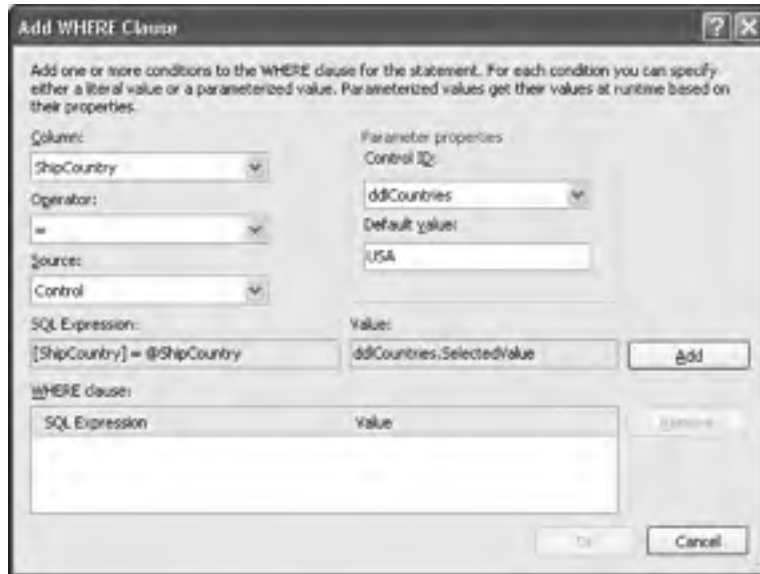 Add WHERE Clause
Add one or more conditions to the WHERE clause for the statement. For each condition you can specify
either a literal value or a parameterized value. Parameterized values get their values at runtime based on
their properties.
Column:
ShipCountry
Operator:
=
Source:
Control
Parameter properties
Control ID:
ddlCountries
Default value:
USA
SQL Expression:
[ShipCountry] = @ShipCountry
Value:
ddlCountries.SelectedValue
Add
WHERE clause:
SQL Expression Value
Remove
Cancel